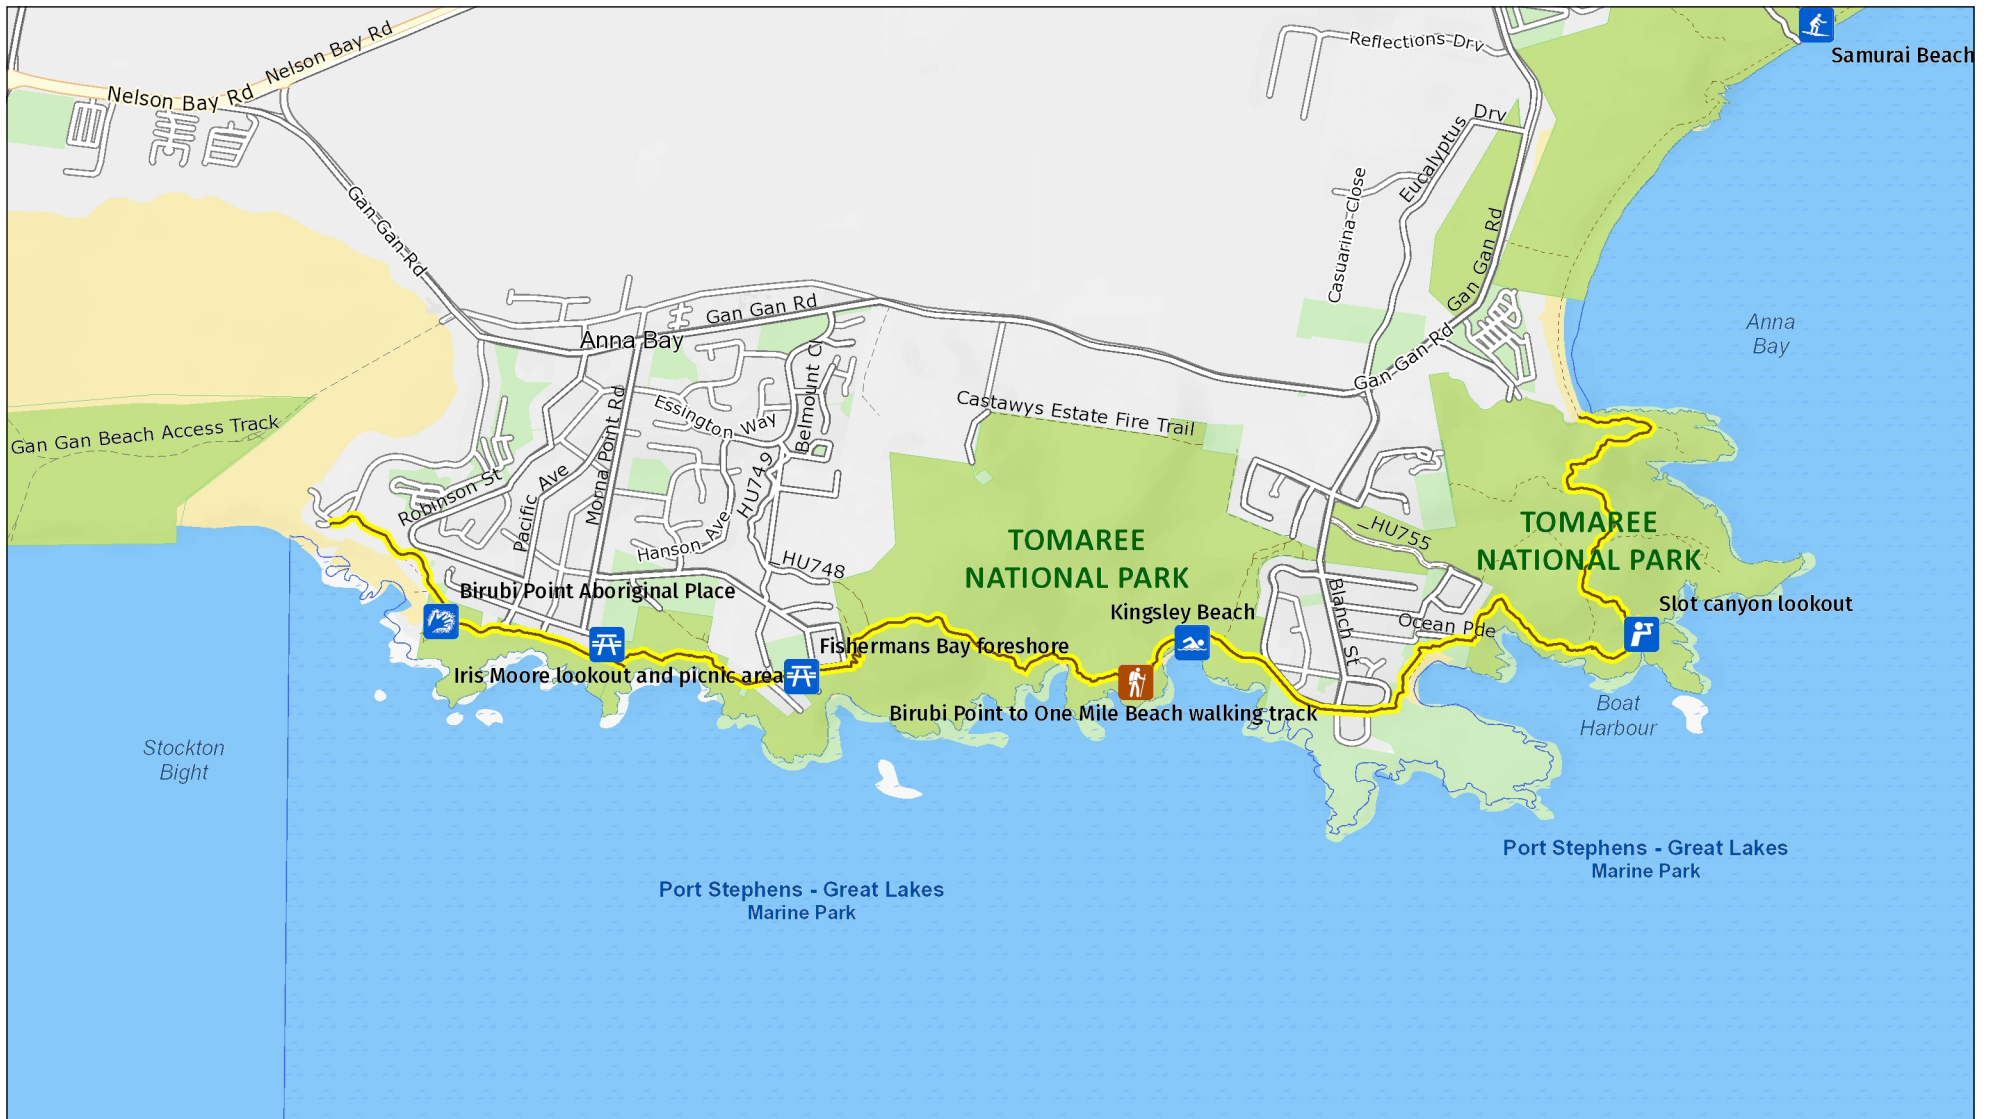 Samurai Beach
Nelson Bay Rd
Nelson Bay Rd
Reflections Drv
Eucalyptus Drv
Casuarina Close
Gan Gan Rd
Gan Gan Rd
Gan Gan Rd
Anna Bay
Gan Gan Rd
Anna
Bay
Belmount Cl
Essington Way
Castawys Estate Fire Trail
Gan Gan Beach Access Track
Morna Point Rd
Robinson St
Pacific Ave
HU749
Hanson Ave
_HU748
_HU755
TOMAREE
NATIONAL PARK
TOMAREE
NATIONAL PARK
Birubi Point Aboriginal Place
Kingsley Beach
Blanch St
Ocean Pde
Slot canyon lookout
Fishermans Bay foreshore
Iris Moore lookout and picnic area
Birubi Point to One Mile Beach walking track
Boat
Harbour
Stockton
Bight
Port Stephens - Great Lakes
Marine Park
Port Stephens - Great Lakes
Marine Park